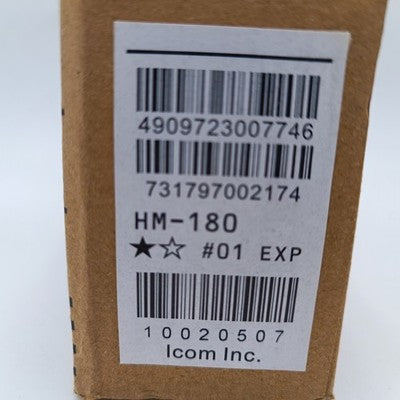 4909723007746
731797002174
HM-180
★☆ #01 EXP
10020507
Icom Inc.